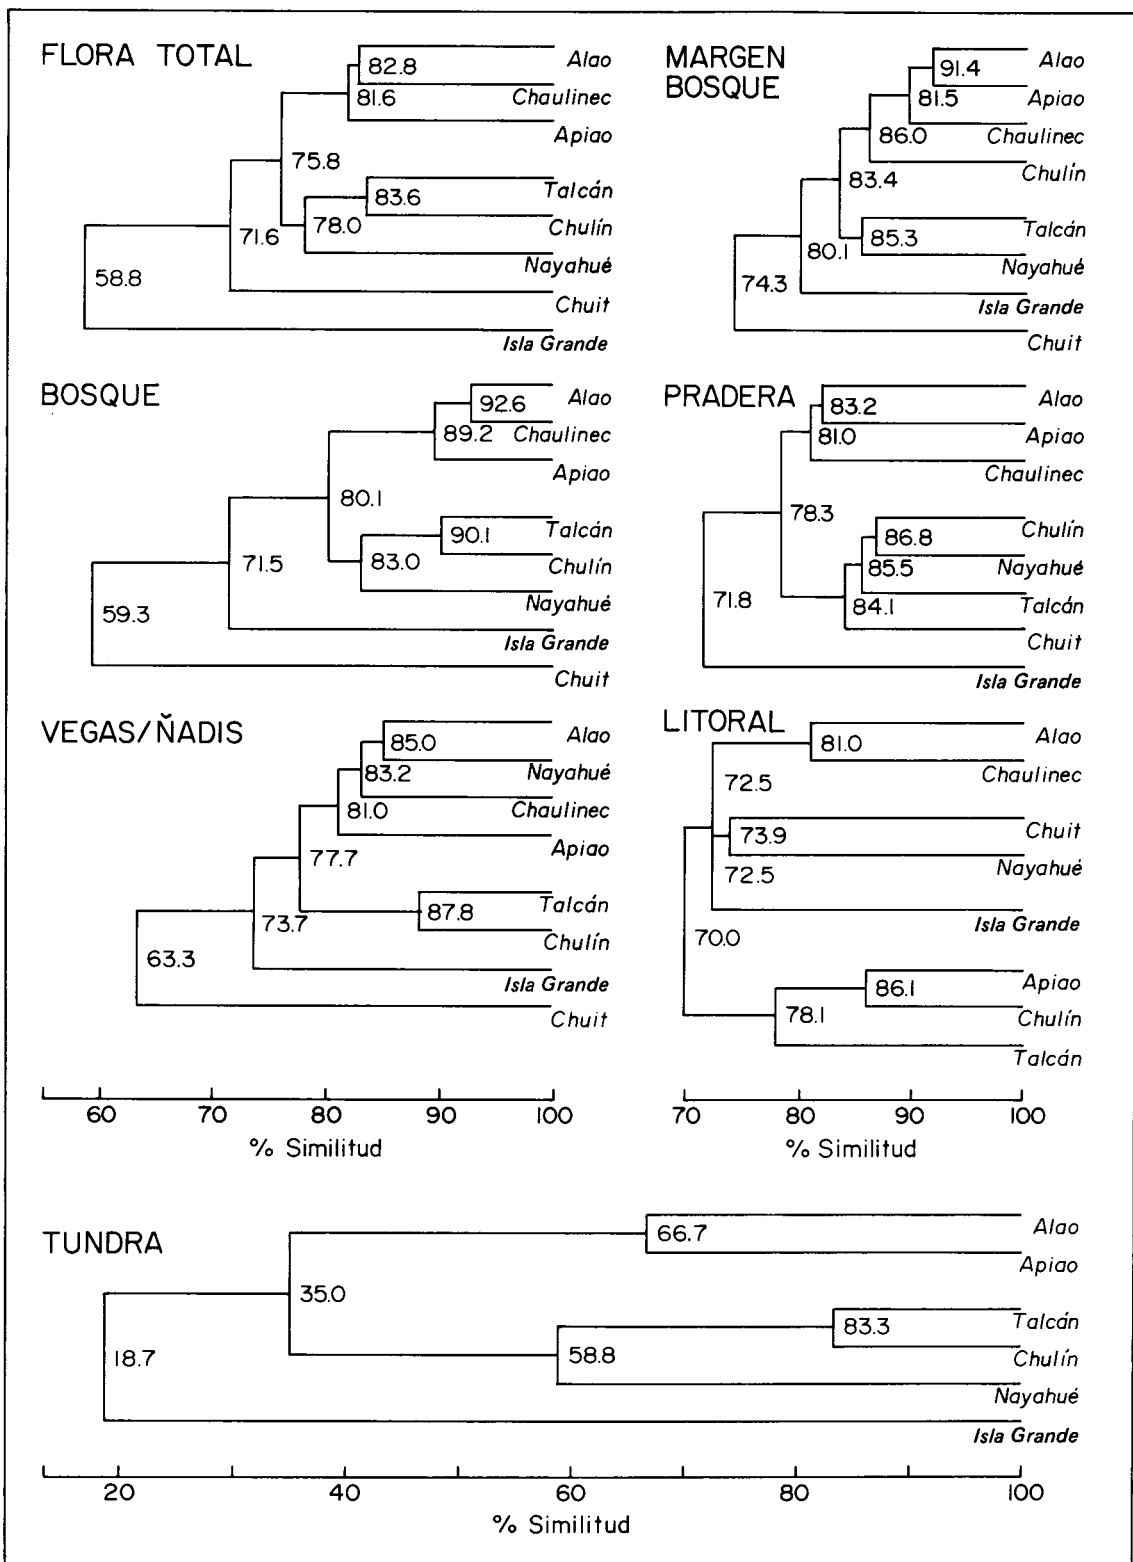 FLORA TOTAL
82.8
Alao
81.6
Chaulinec
Apiao
75.8
83.6
Talcán
78.0
Chulín
71.6
Nayahué
58.8
Chuit
Isla Grande
MARGEN
BOSQUE
91.4
Alao
81.5
Apiao
86.0
Chaulinec
83.4
Chulín
85.3
Talcán
80.1
Nayahué
74.3
Isla Grande
Chuit
BOSQUE
92.6
Alao
89.2
Chaulinec
Apiao
80.1
90.1
Talcán
83.0
Chulín
71.5
Nayahué
59.3
Isla Grande
Chuit
PRADERA
83.2
Alao
81.0
Apiao
Chaulinec
78.3
86.8
Chulín
85.5
Nayahué
71.8
84.1
Talcán
Chuit
Isla Grande
VEGAS/ÑADIS
85.0
Alao
83.2
Nayahué
81.0
Chaulinec
77.7
Apiao
87.8
Talcán
73.7
Chulín
63.3
Isla Grande
Chuit
LITORAL
81.0
Alao
72.5
Chaulinec
73.9
Chuit
72.5
Nayahué
70.0
Isla Grande
86.1
Apiao
78.1
Chulín
Talcán
60 70 80 90 100
% Similitud
70 80 90 100
% Similitud
TUNDRA
66.7
Alao
Apiao
35.0
83.3
Talcán
18.7
58.8
Chulín
Nayahué
Isla Grande
20 40 60 80 100
% Similitud